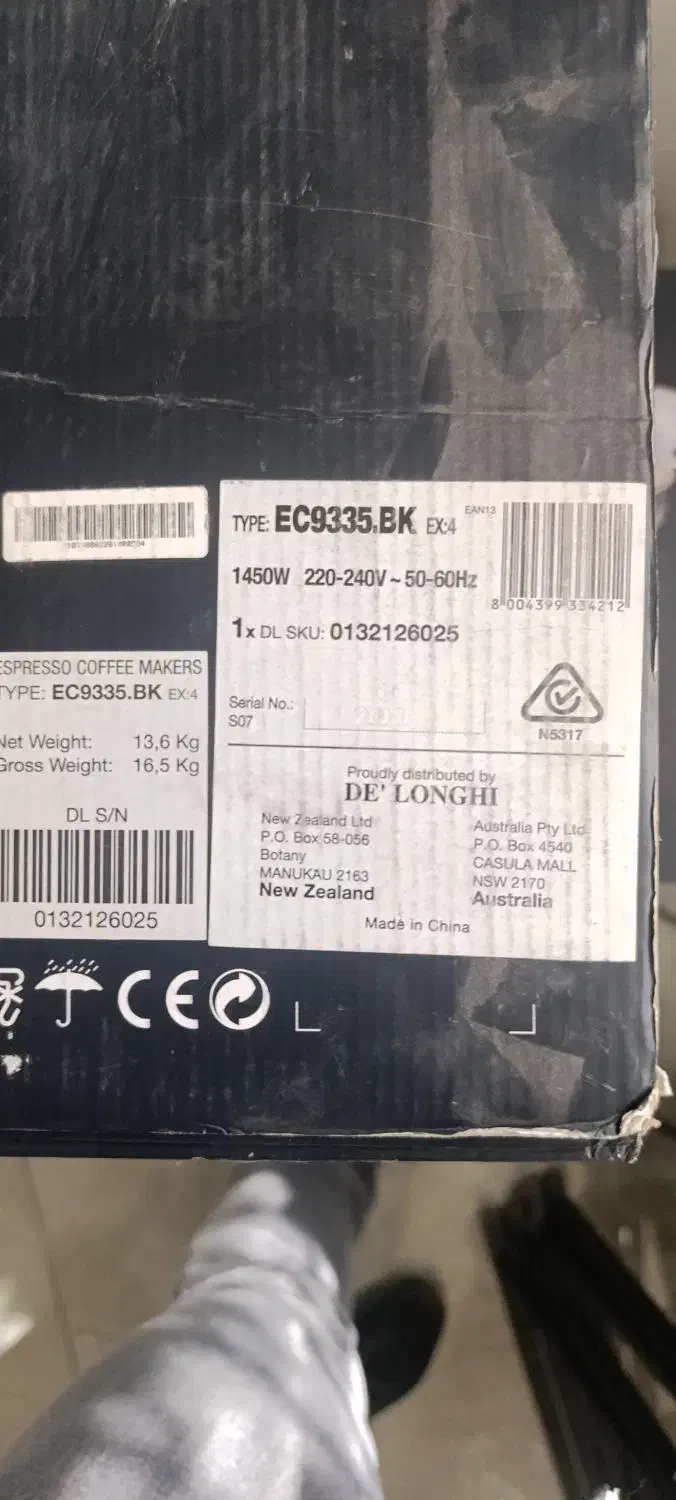 TYPE: EC9335.BK EX:4
EAN13
1450W 220-240V ~ 50-60Hz
8 004399 334212
1x DL SKU: 0132126025
Serial No.:
S07
N5317
Proudly distributed by
DE' LONGHI
New Zealand Ltd
P.O. Box 58-056
Botany
MANUKAU 2163
New Zealand
Australia Pty Ltd
P.O. Box 4540
CASULA MALL
NSW 2170
Australia
Made in China
ESPRESSO COFFEE MAKERS
TYPE: EC9335.BK EX:4
Net Weight: 13,6 Kg
Gross Weight: 16,5 Kg
DL S/N
0132126025
CE